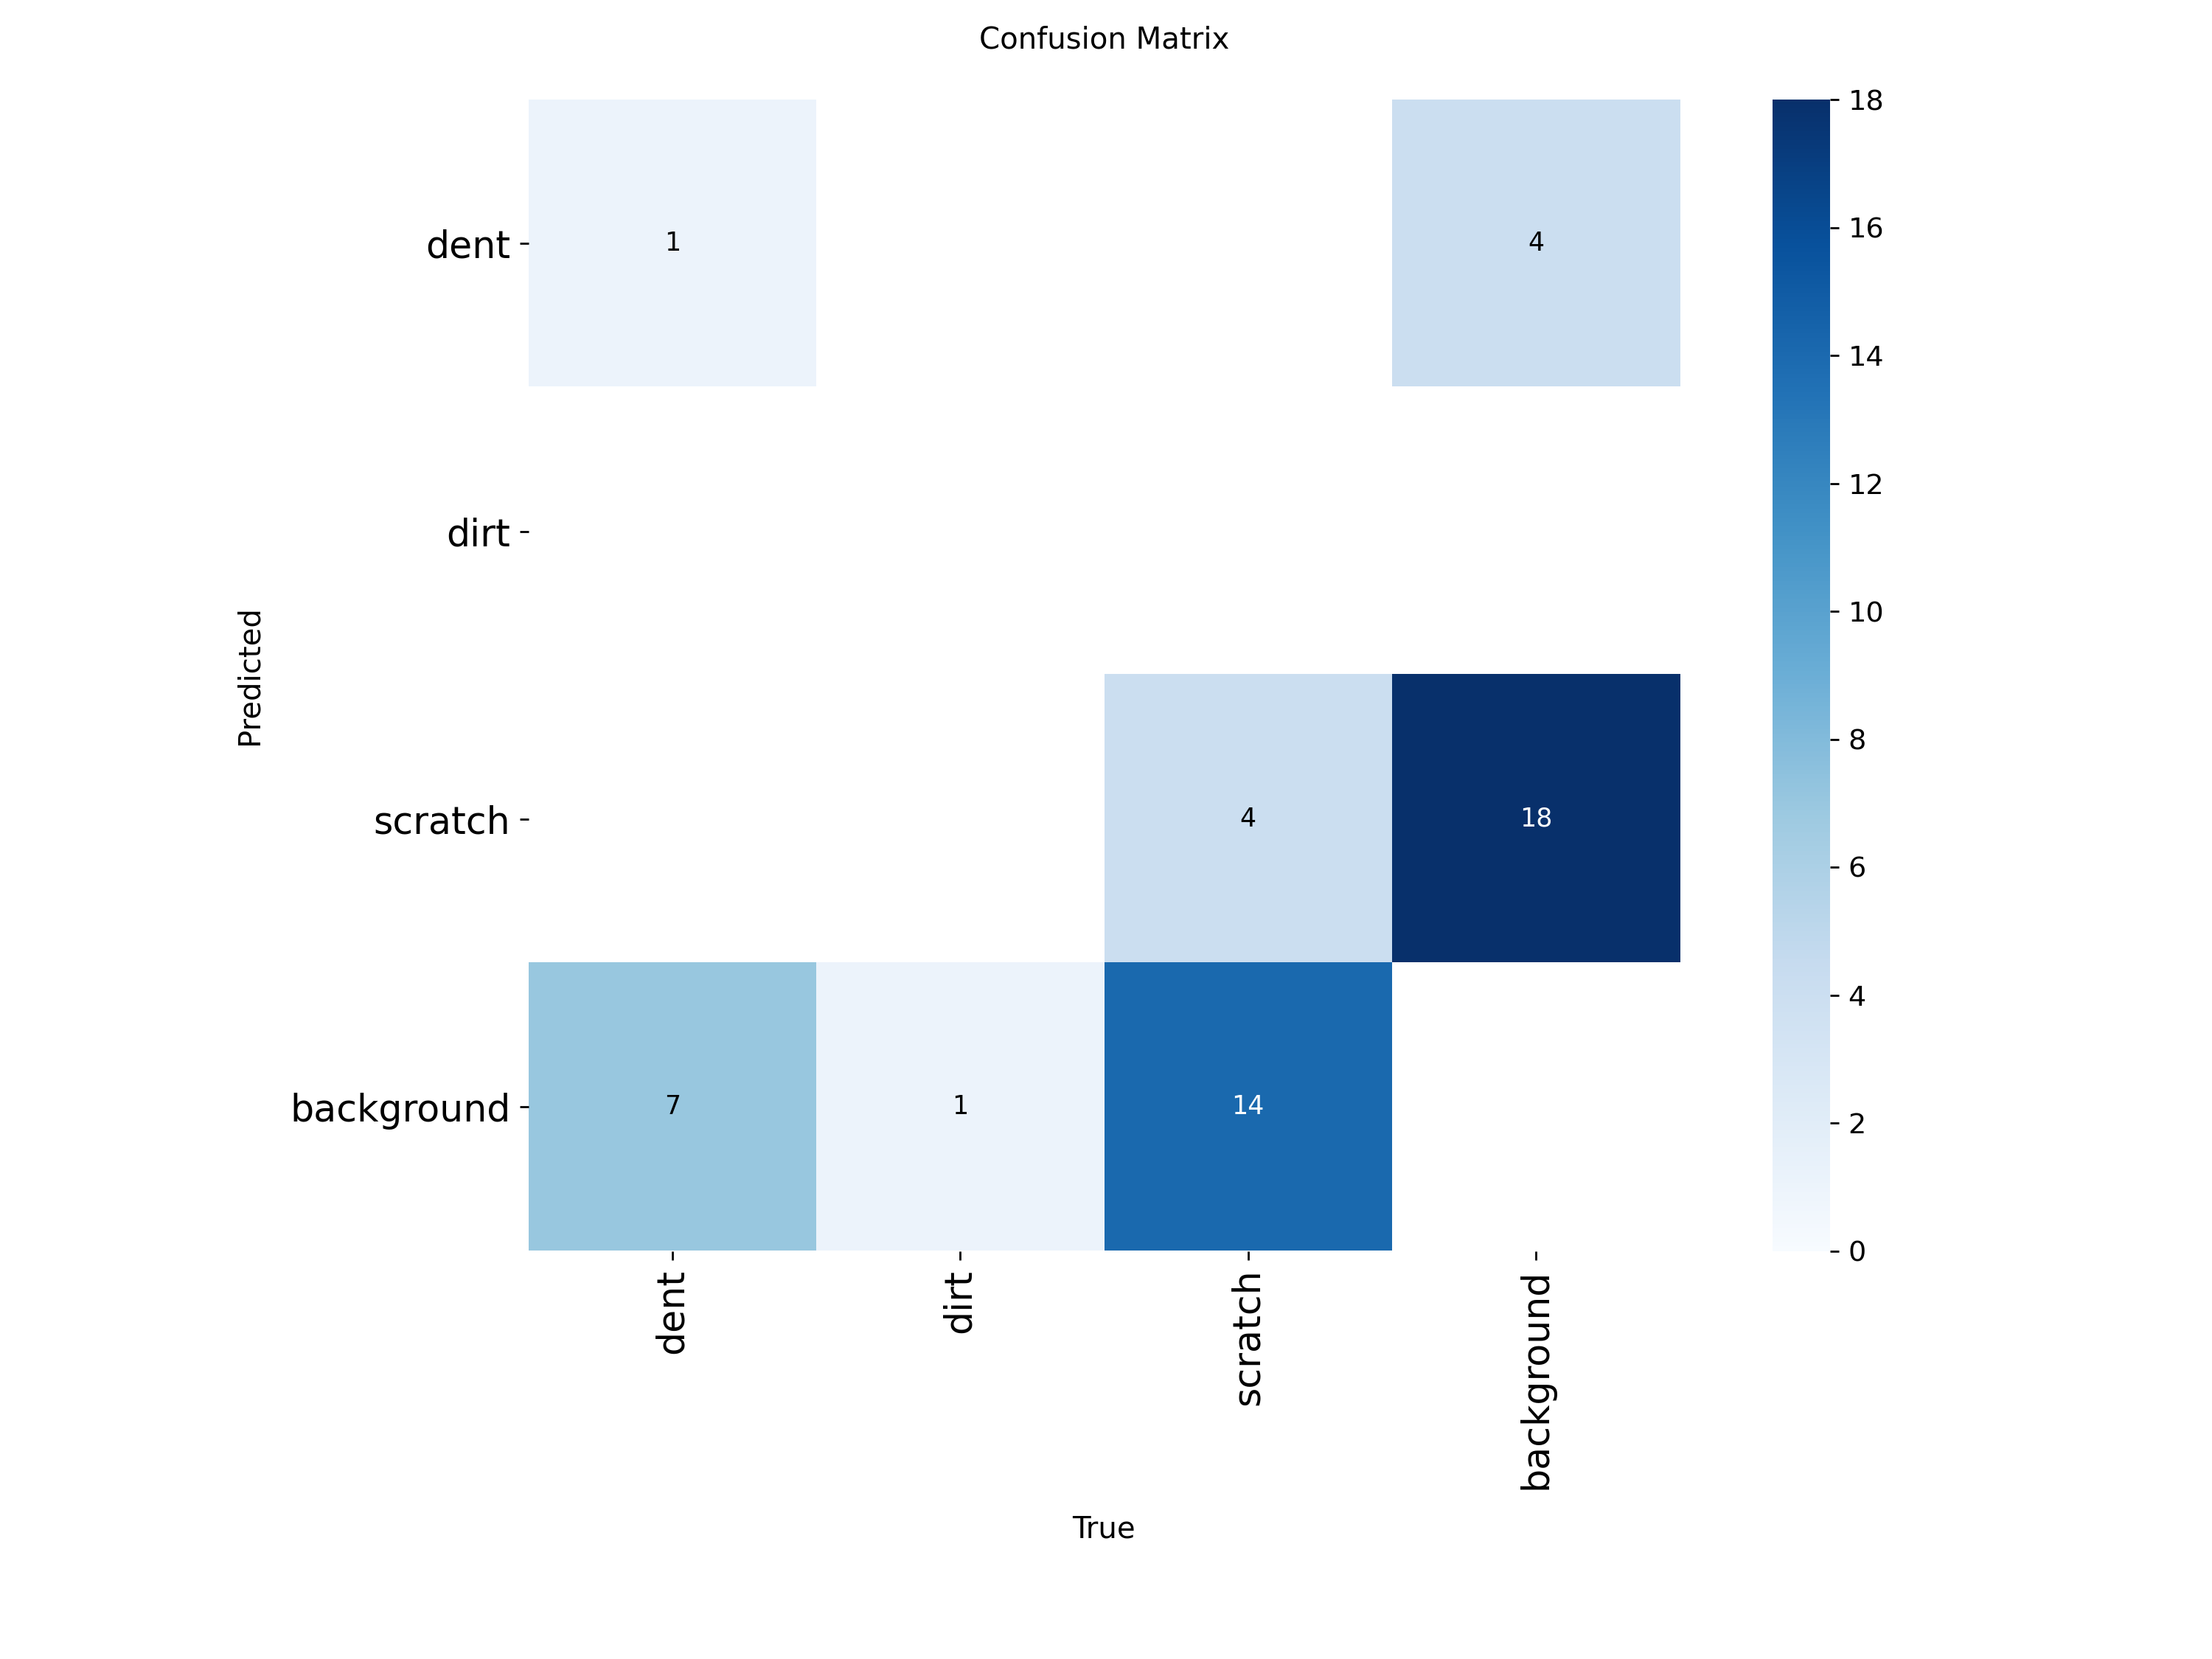 Confusion Matrix
dent
1
4
dirt
scratch
4
18
background
7
1
14
Predicted
dent
dirt
scratch
background
True
18
16
14
12
10
8
6
4
2
0